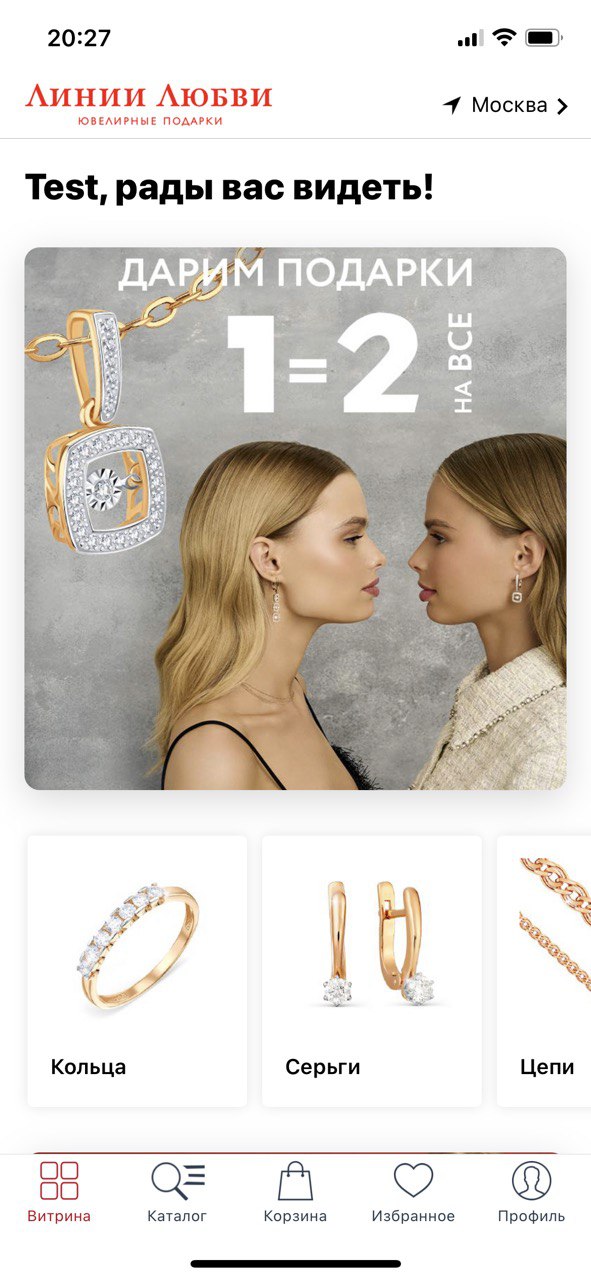 20:27
Линии Любви
ЮВЕЛИРНЫЕ ПОДАРКИ
Москва
Test, рады вас видеть!
ДАРИМ ПОДАРКИ
1=2
НА ВСЕ
Кольца
Серьги
Цепи
Витрина
Каталог
Корзина
Избранное
Профиль